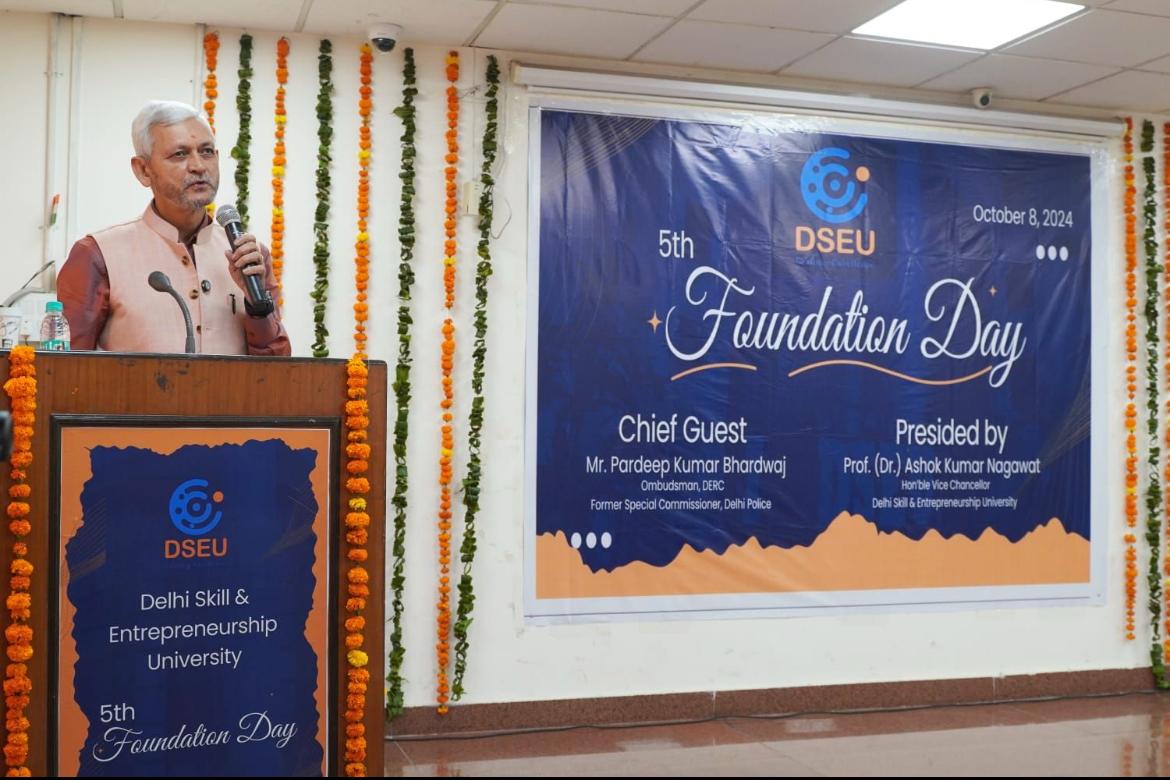 DSEU
October 8, 2024
5th
Foundation Day
Chief Guest
Mr. Pardeep Kumar Bhardwaj
Ombudsman, DERC
Former Special Commissioner, Delhi Police
Presided by
Prof. (Dr.) Ashok Kumar Nagawat
Hon'ble Vice Chancellor
Delhi Skill & Entrepreneurship University
DSEU
Delhi Skill &
Entrepreneurship
University
5th
Foundation Day